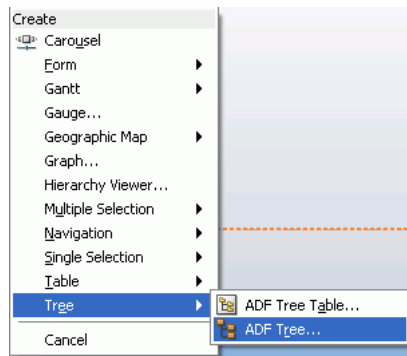 Create
Carousel
Form
Gantt
Gauge...
Geographic Map
Graph...
Hierarchy Viewer...
Multiple Selection
Navigation
Single Selection
Table
Tree
ADF Tree Table...
ADF Tree...
Cancel